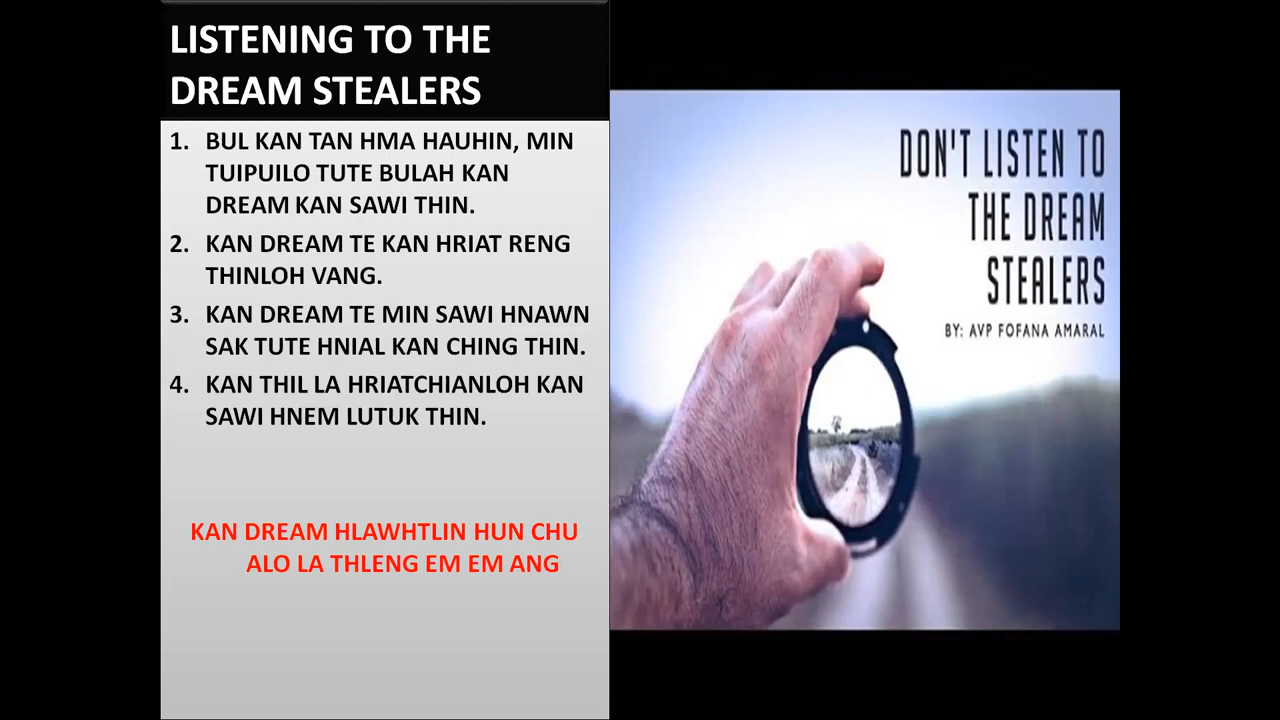 LISTENING TO THE
DREAM STEALERS
1. BUL KAN TAN HMA HAUHIN, MIN
TUIPUILO TUTE BULAH KAN
DREAM KAN SAWI THIN.
2. KAN DREAM TE KAN HRIAT RENG
THINLOH VANG.
3. KAN DREAM TE MIN SAWI HNAWN
SAK TUTE HNIAL KAN CHING THIN.
4. KAN THIL LA HRIATCHIANLOH KAN
SAWI HNEM LUTUK THIN.
KAN DREAM HLAWHTLIN HUN CHU
ALO LA THLENG EM EM ANG
DON'T LISTEN TO
THE DREAM
STEALERS
BY: AVP FOFANA AMARAL